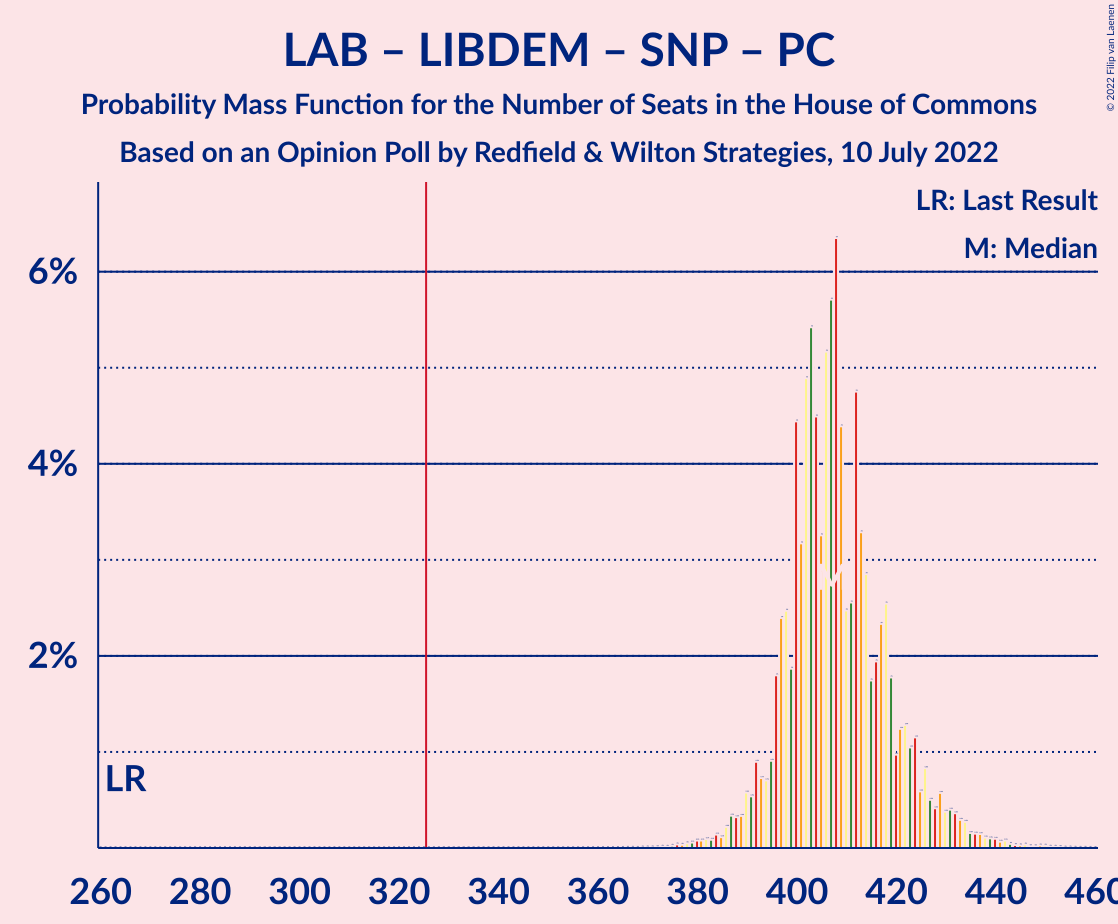 LAB – LIBDEM – SNP – PC
Probability Mass Function for the Number of Seats in the House of Commons
Based on an Opinion Poll by Redfield & Wilton Strategies, 10 July 2022
© 2022 Filip van Laenen
LR: Last Result
M: Median
6%
4%
2%
LR
260 280 300 320 340 360 380 400 420 440 460